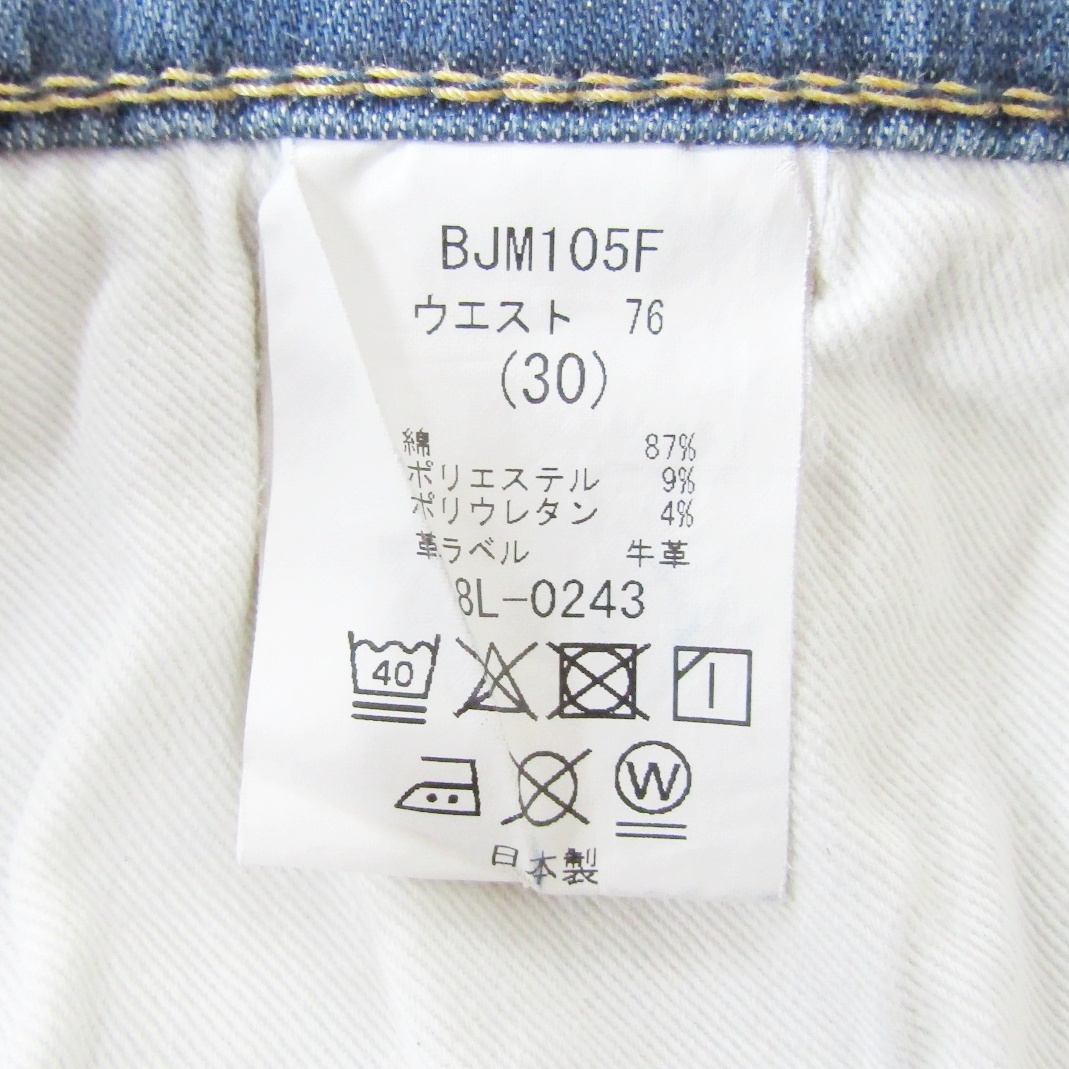 BJM105F
ウエスト 76
(30)
綿 87%
ポリエステル 9%
ポリウレタン 4%
革ラベル 牛革
8L-0243
40
W
日本製